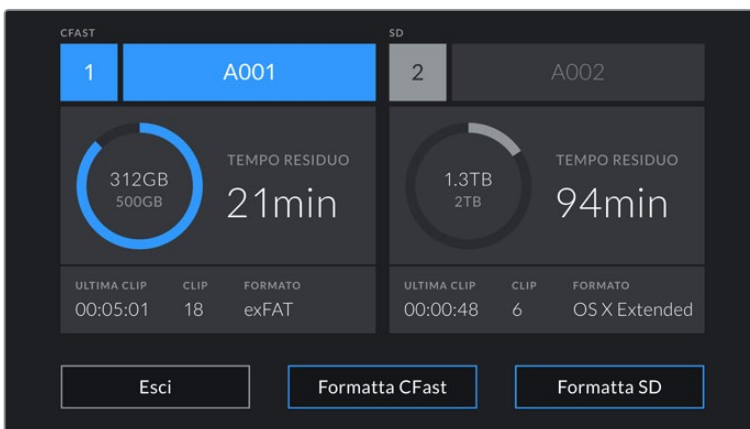 CFAST
1 A001
312GB
500GB
TEMPO RESIDUO
21min
ULTIMA CLIP CLIP FORMATO
00:05:01 18 exFAT
SD
2 A002
1.3TB
2TB
TEMPO RESIDUO
94min
ULTIMA CLIP CLIP FORMATO
00:00:48 6 OS X Extended
Esci Formatta CFast Formatta SD